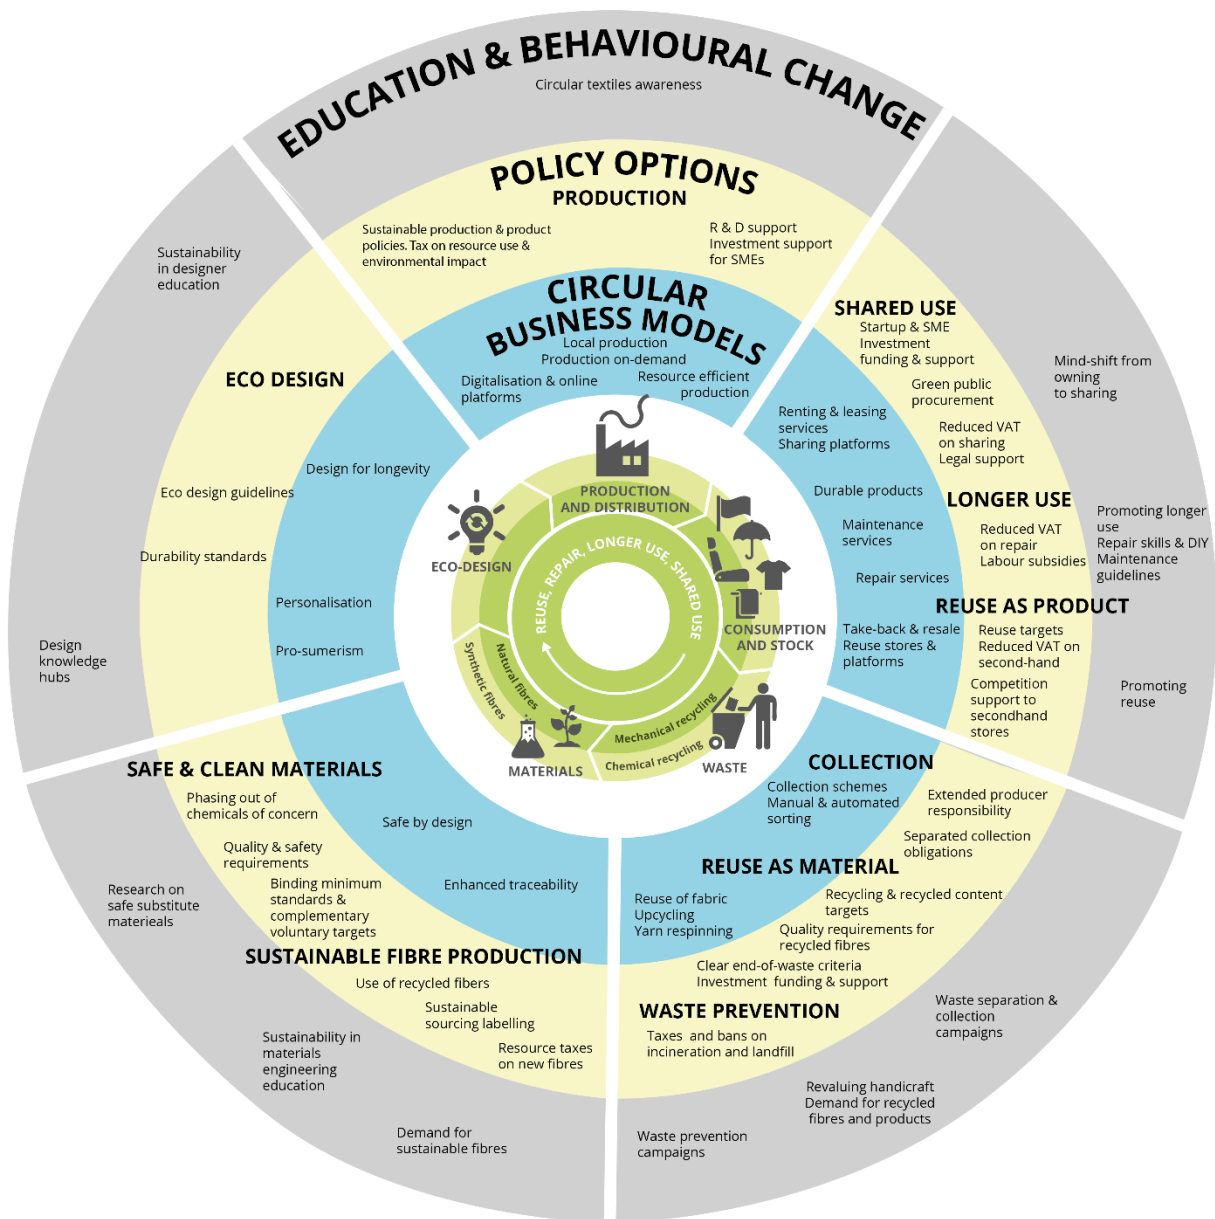 EDUCATION & BEHAVIOURAL CHANGE
Circular textiles awareness
POLICY OPTIONS
PRODUCTION
Sustainable production & product
policies. Tax on resource use &
environmental impact
R & D support
Investment support
for SMEs
CIRCULAR
BUSINESS MODELS
Local production
Production on-demand
Digitalisation & online
platforms
Resource efficient
production
SHARED USE
Startup & SME
Investment
funding & support
Green public
procurement
Reduced VAT
on sharing
Legal support
Mind-shift from
owning
to sharing
Renting & leasing
services
Sharing platforms
Durable products
Maintenance
services
Repair services
Take-back & resale
Reuse stores &
platforms
LONGER USE
Reduced VAT
on repair
Labour subsidies
Promoting longer
use
Repair skills & DIY
Maintenance
guidelines
REUSE AS PRODUCT
Reuse targets
Reduced VAT on
second-hand
Competition
support to
secondhand
stores
Promoting
reuse
COLLECTION
Collection schemes
Manual & automated
sorting
Extended producer
responsibility
Separated collection
obligations
REUSE AS MATERIAL
Reuse of fabric
Upcycling
Yarn respinning
Recycling & recycled content
targets
Quality requirements for
recycled fibres
Clear end-of-waste criteria
Investment funding & support
WASTE PREVENTION
Taxes and bans on
incineration and landfill
Waste separation &
collection
campaigns
Revaluing handicraft
Demand for recycled
fibres and products
Waste prevention
campaigns
SAFE & CLEAN MATERIALS
Phasing out of
chemicals of concern
Quality & safety
requirements
Binding minimum
standards &
complementary
voluntary targets
Safe by design
Enhanced traceability
SUSTAINABLE FIBRE PRODUCTION
Use of recycled fibers
Sustainable
sourcing labelling
Resource taxes
on new fibres
Research on
safe substitute
materieals
Sustainability in
materials
engineering
education
Demand for
sustainable fibres
Sustainability
in designer
education
ECO DESIGN
Design for longevity
Eco design guidelines
Durability standards
Personalisation
Pro-sumerism
Design
knowledge
hubs
PRODUCTION
AND DISTRIBUTION
ECO-DESIGN
CONSUMPTION
AND STOCK
WASTE
MATERIALS
REUSE, REPAIR, LONGER USE, SHARED USE
Synthetic fibres
Natural fibres
Mechanical recycling
Chemical recycling